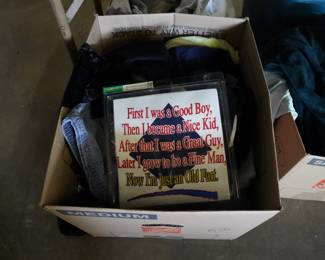 First I was a Good Boy,
Then I became a Nice Kid,
After that I was a Great Guy,
Later I grew to be a Fine Man,
Now I'm Just an Old Fart.
MEDIUM